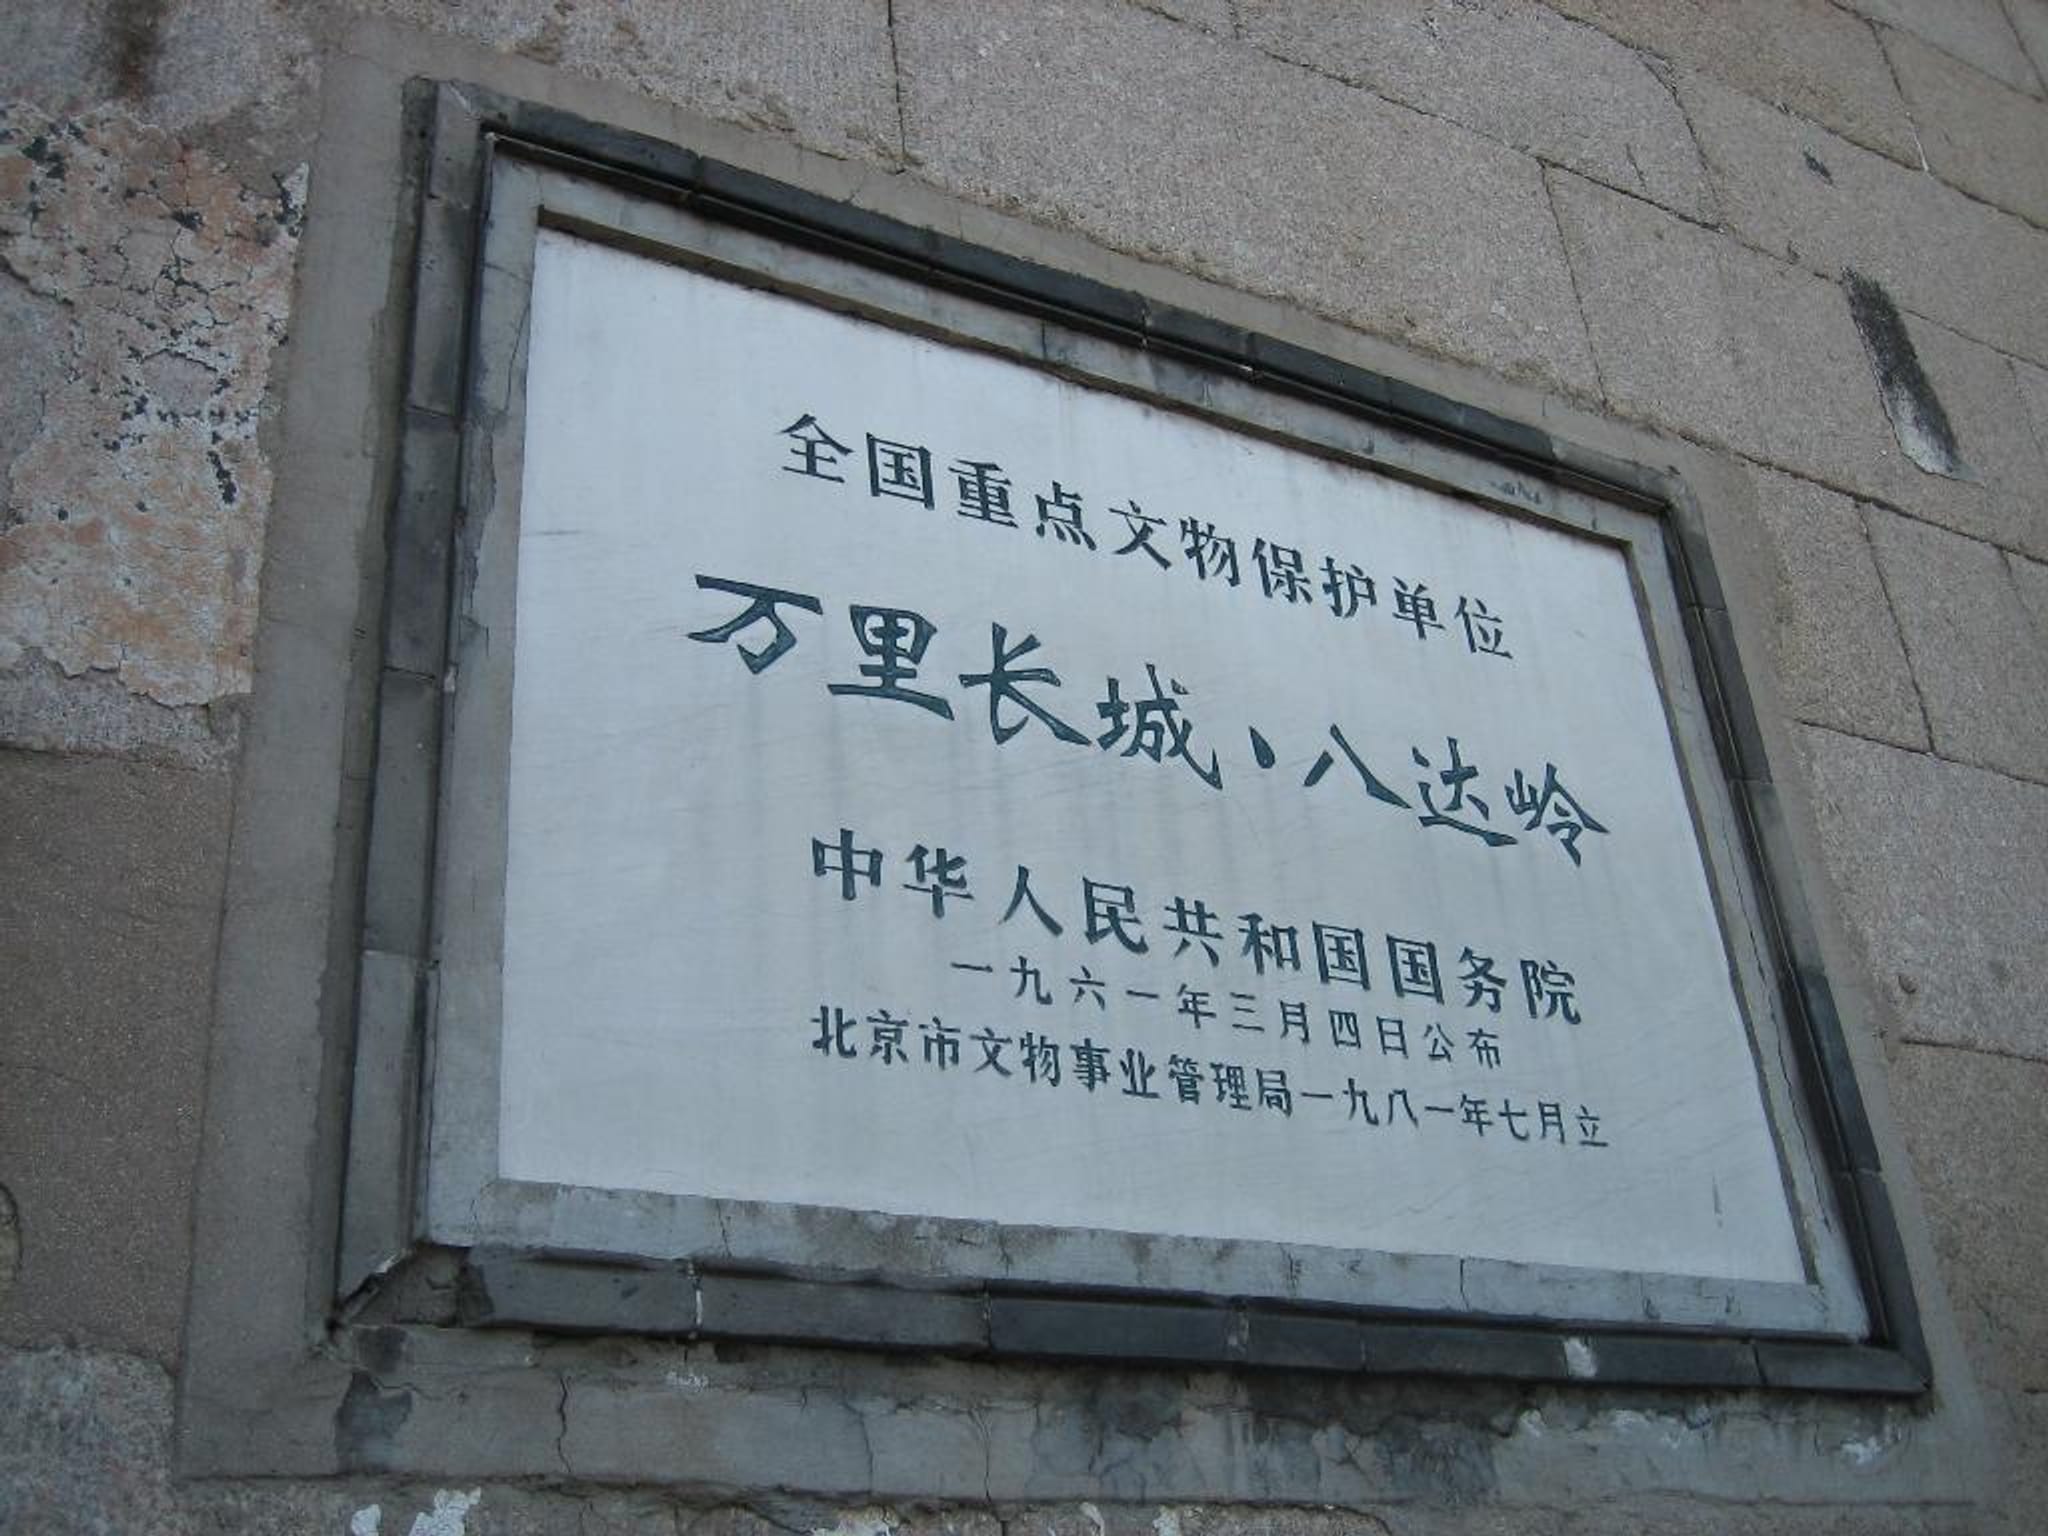 全国重点文物保护单位
万里长城、八达岭
中华人民共和国国务院
一九六一年三月四日公布
北京市文物事业管理局一九八一年七月立